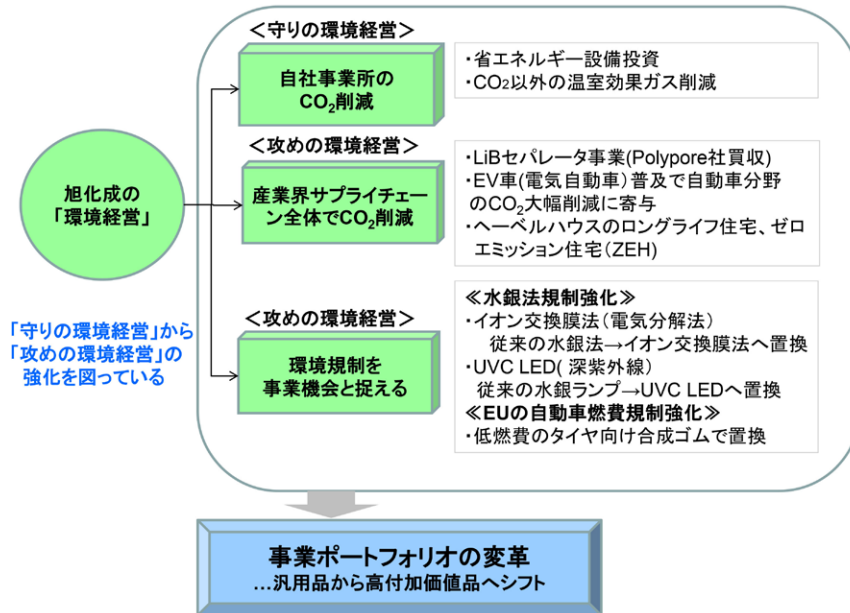 <守りの環境経営>
自社事業所の
CO₂削減
・省エネルギー設備投資
・CO₂以外の温室効果ガス削減
<攻めの環境経営>
産業界サプライチェー
ン全体でCO₂削減
・LiBセパレータ事業(Polypore社買収)
・EV車(電気自動車)普及で自動車分野
のCO₂大幅削減に寄与
・ヘーベルハウスのロングライフ住宅、ゼロ
エミッション住宅(ZEH)
旭化成の
「環境経営」
「守りの環境経営」から
「攻めの環境経営」の
強化を図っている
<攻めの環境経営>
環境規制を
事業機会と捉える
≪水銀法規制強化≫
・イオン交換膜法(電気分解法)
従来の水銀法→イオン交換膜法へ置換
・UVC LED( 深紫外線)
従来の水銀ランプ→UVC LEDへ置換
≪EUの自動車燃費規制強化≫
・低燃費のタイヤ向け合成ゴムで置換
事業ポートフォリオの変革
…汎用品から高付加価値品へシフト